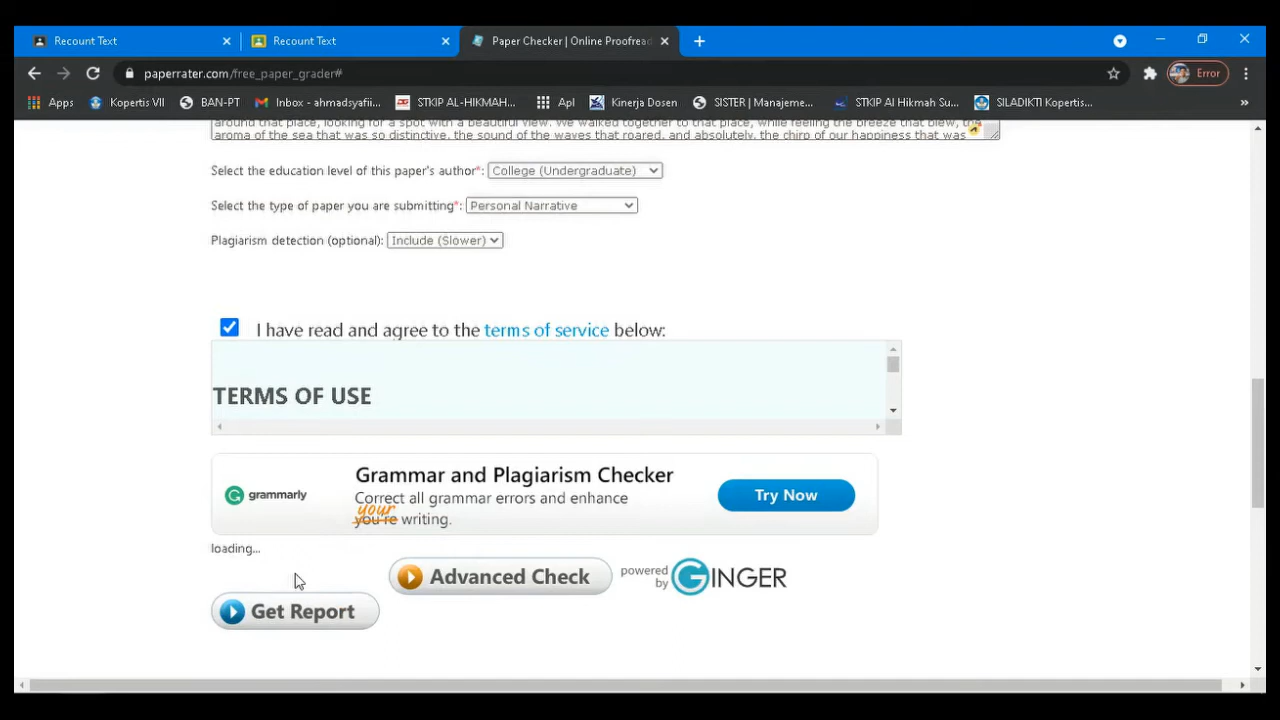 Recount Text
Recount Text
Paper Checker | Online Proofread
paperrater.com/free_paper_grader#
Error
Apps
Kopertis VII
BAN-PT
Inbox - ahmadsyafii...
STKIP AL-HIKMAH...
Apl
Kinerja Dosen
SISTER | Manajeme...
STKIP Al Hikmah Su...
SILADIKTI Kopertis...
»
around that place, looking for a spot with a beautiful view. We walked together to that place, while feeling the breeze that blew, the
aroma of the sea that was so distinctive, the sound of the waves that roared, and absolutely, the chirp of our happiness that was
Select the education level of this paper's author*: College (Undergraduate)
Select the type of paper you are submitting*: Personal Narrative
Plagiarism detection (optional): Include (Slower)
I have read and agree to the terms of service below:
TERMS OF USE
grammarly
Grammar and Plagiarism Checker
Correct all grammar errors and enhance
your
you're writing.
Try Now
loading...
Advanced Check
powered
by
GINGER
Get Report